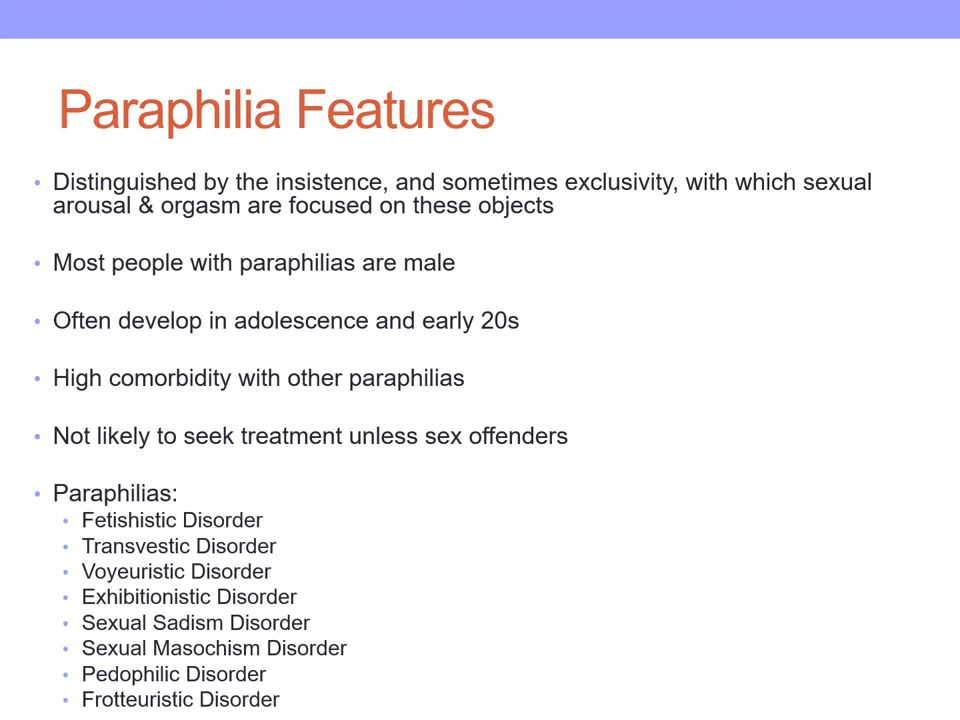 Paraphilia Features
• Distinguished by the insistence, and sometimes exclusivity, with which sexual
arousal & orgasm are focused on these objects
• Most people with paraphilias are male
• Often develop in adolescence and early 20s
• High comorbidity with other paraphilias
• Not likely to seek treatment unless sex offenders
• Paraphilias:
• Fetishistic Disorder
• Transvestic Disorder
• Voyeuristic Disorder
• Exhibitionistic Disorder
• Sexual Sadism Disorder
• Sexual Masochism Disorder
• Pedophilic Disorder
• Frotteuristic Disorder